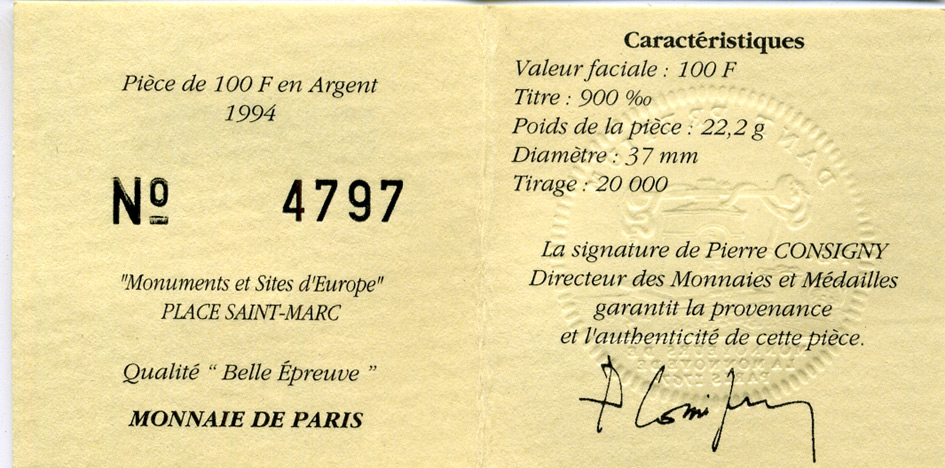 Pièce de 100 F en Argent
1994
Nº 4797
"Monuments et Sites d'Europe"
PLACE SAINT-MARC
Qualité “ Belle Épreuve ”
MONNAIE DE PARIS
Caractéristiques
Valeur faciale : 100 F
Titre : 900 ‰
Poids de la pièce : 22,2 g
Diamètre : 37 mm
Tirage : 20 000
La signature de Pierre CONSIGNY
Directeur des Monnaies et Médailles
garantit la provenance
et l'authenticité de cette pièce.